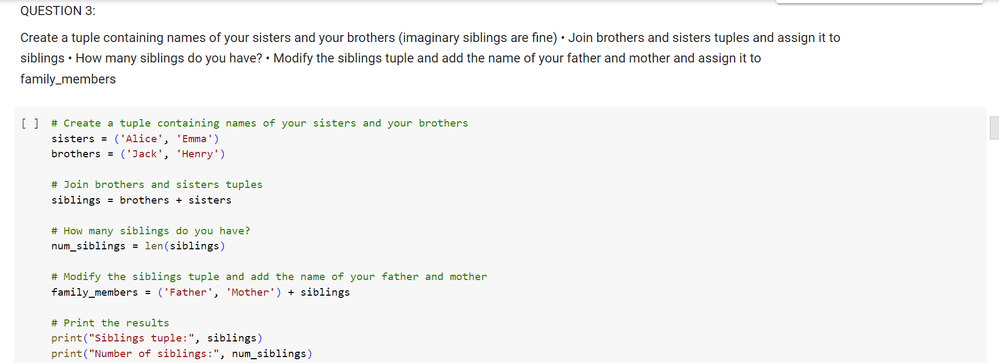 QUESTION 3:
Create a tuple containing names of your sisters and your brothers (imaginary siblings are fine) • Join brothers and sisters tuples and assign it to
siblings • How many siblings do you have? • Modify the siblings tuple and add the name of your father and mother and assign it to
family_members
[ ] # Create a tuple containing names of your sisters and your brothers
sisters = ('Alice', 'Emma')
brothers = ('Jack', 'Henry')
# Join brothers and sisters tuples
siblings = brothers + sisters
# How many siblings do you have?
num_siblings = len(siblings)
# Modify the siblings tuple and add the name of your father and mother
family_members = ('Father', 'Mother') + siblings
# Print the results
print("Siblings tuple:", siblings)
print("Number of siblings:", num_siblings)